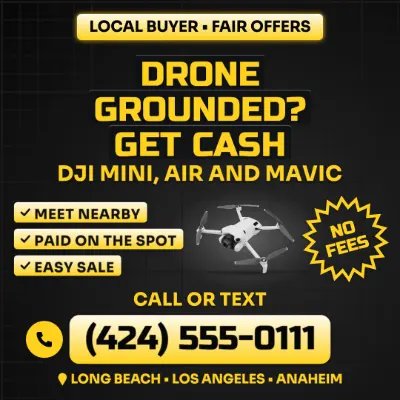 LOCAL BUYER • FAIR OFFERS
DRONE
GROUNDED?
GET CASH
DJI MINI, AIR AND MAVIC
MEET NEARBY
PAID ON THE SPOT
EASY SALE
NO
FEES
CALL OR TEXT
(424) 555-0111
LONG BEACH • LOS ANGELES • ANAHEIM